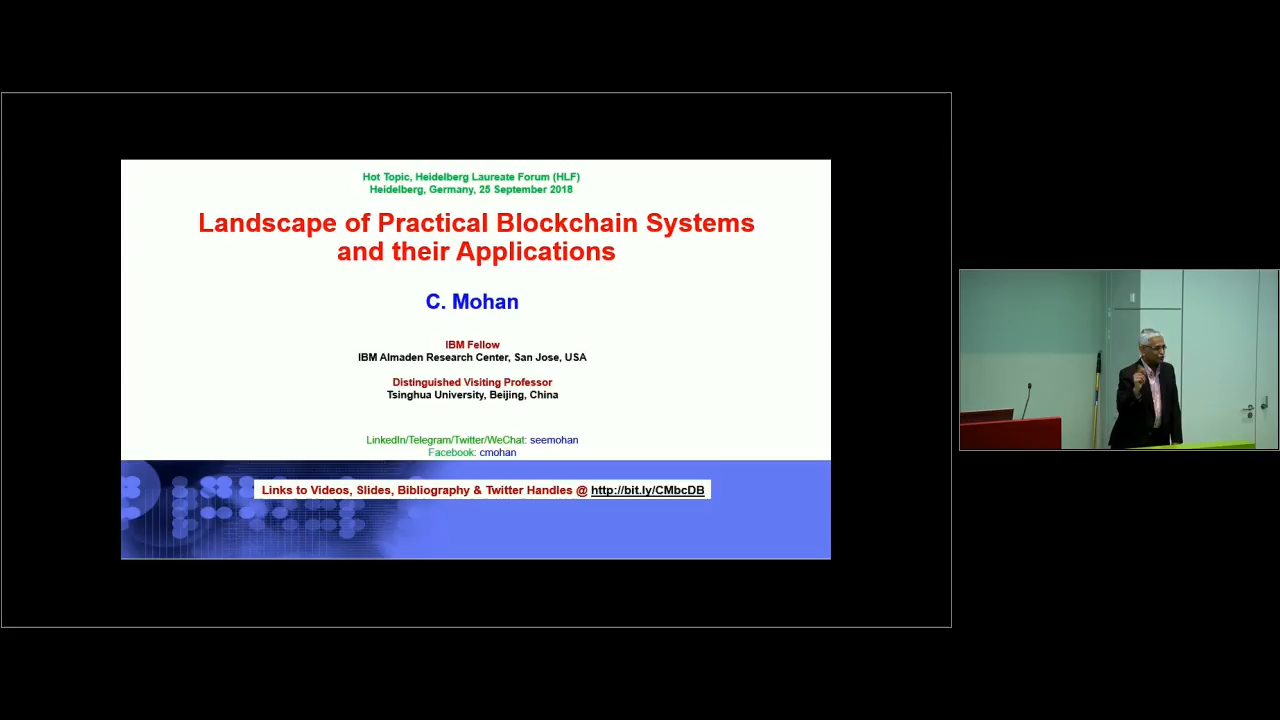 Hot Topic, Heidelberg Laureate Forum (HLF)
Heidelberg, Germany, 25 September 2018
Landscape of Practical Blockchain Systems
and their Applications
C. Mohan
IBM Fellow
IBM Almaden Research Center, San Jose, USA
Distinguished Visiting Professor
Tsinghua University, Beijing, China
LinkedIn/Telegram/Twitter/WeChat: seemohan
Facebook: cmohan
Links to Videos, Slides, Bibliography & Twitter Handles @ http://bit.ly/CMbcDB